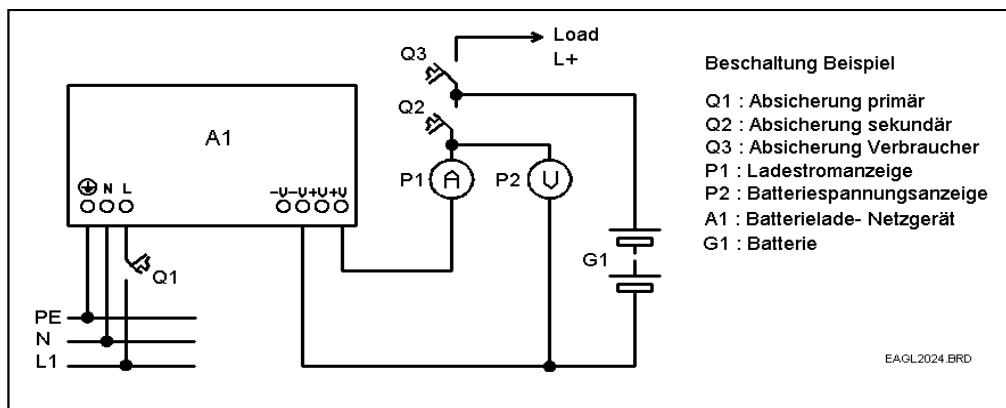 Load
L+
Q3
Q2
A1
N L
-U-U+U+U
P1
A
P2
V
G1
Q1
PE
N
L1
Beschaltung Beispiel
Q1 : Absicherung primär
Q2 : Absicherung sekundär
Q3 : Absicherung Verbraucher
P1 : Ladestromanzeige
P2 : Batteriespannungsanzeige
A1 : Batterielade- Netzgerät
G1 : Batterie
EAGL2024.BRD